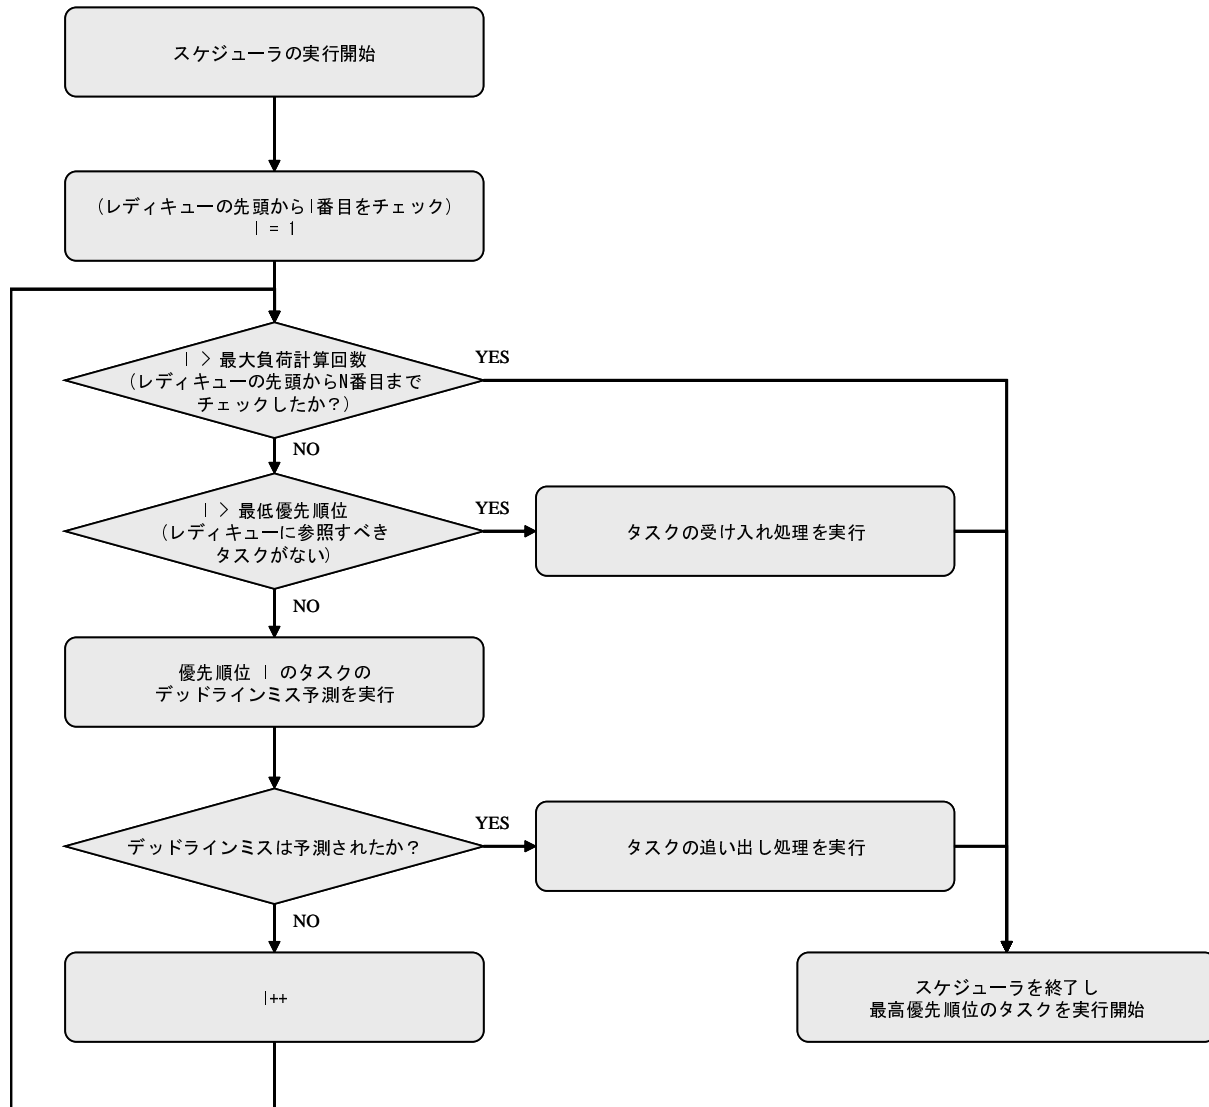 スケジューラの実行開始
(レディキューの先頭からI番目をチェック)
I = 1
I > 最大負荷計算回数
(レディキューの先頭からN番目まで
チェックしたか?)
YES
NO
I > 最低優先順位
(レディキューに参照すべき
タスクがない)
YES
タスクの受け入れ処理を実行
NO
優先順位 I のタスクの
デッドラインミス予測を実行
デッドラインミスは予測されたか?
YES
タスクの追い出し処理を実行
NO
I++
スケジューラを終了し
最高優先順位のタスクを実行開始